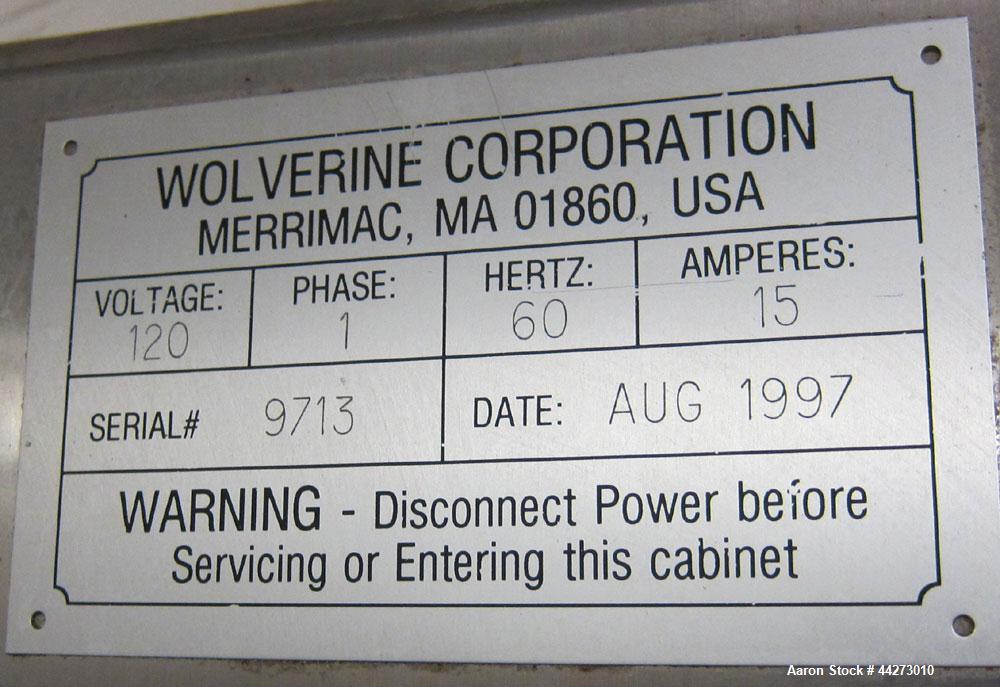 WOLVERINE CORPORATION
MERRIMAC, MA 01860, USA
VOLTAGE: PHASE: HERTZ: AMPERES:
120 1 60 15
SERIAL# 9713 DATE: AUG 1997
WARNING - Disconnect Power before
Servicing or Entering this cabinet
Aaron Stock # 44273010